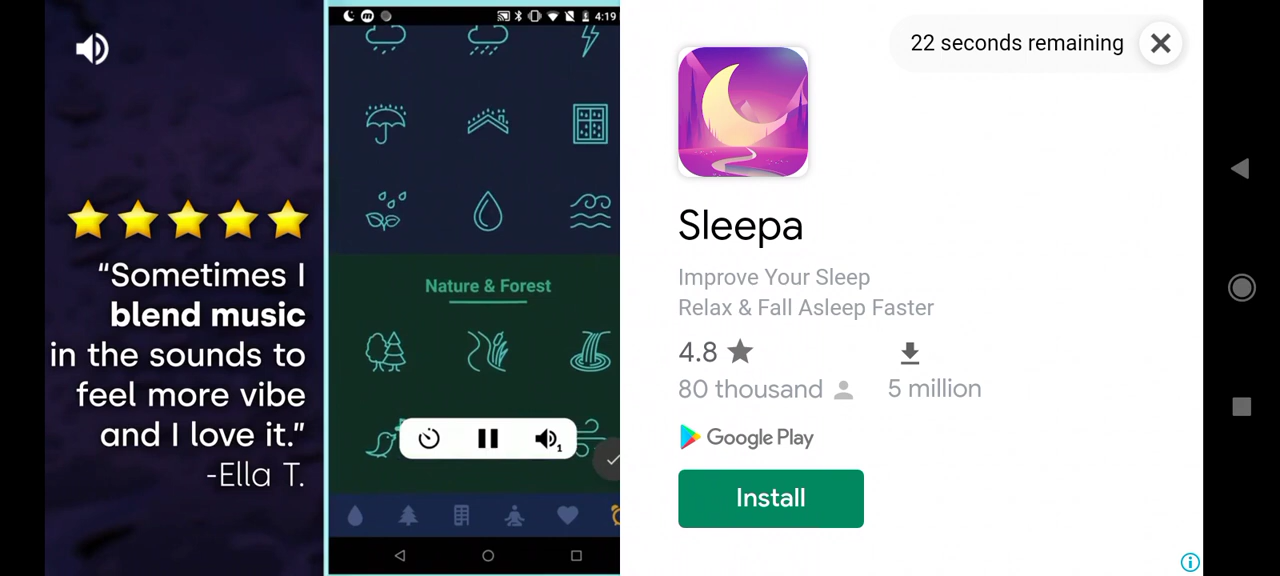 4:19
★★★★★
“Sometimes I
blend music
in the sounds to
feel more vibe
and I love it.”
-Ella T.
Nature & Forest
1
22 seconds remaining
Sleepa
Improve Your Sleep
Relax & Fall Asleep Faster
4.8 ★
80 thousand
5 million
Google Play
Install